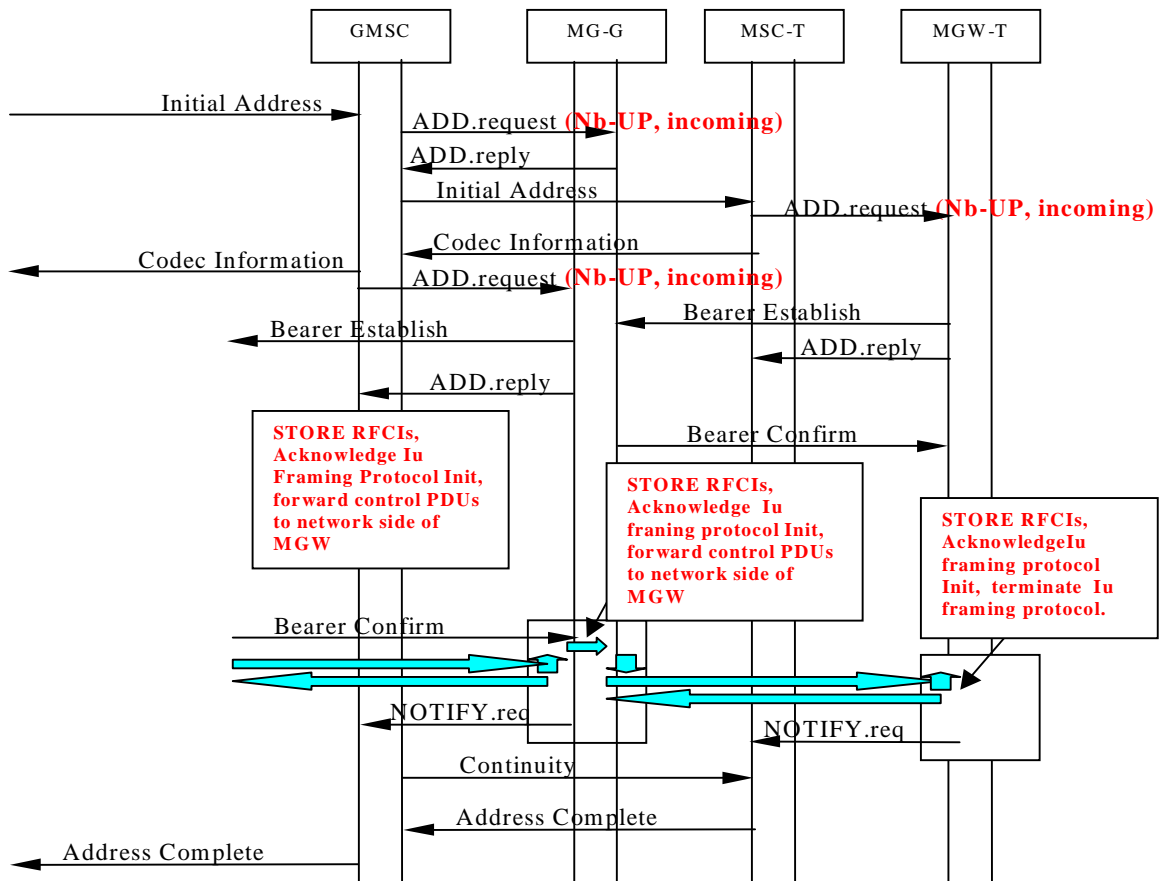 GMSC
MG-G
MSC-T
MGW-T
Initial Address
ADD.request (Nb-UP, incoming)
ADD.reply
Initial Address
ADD.request (Nb-UP, incoming)
Codec Information
Codec Information
ADD.request (Nb-UP, incoming)
Bearer Establish
Bearer Establish
ADD.reply
ADD.reply
STORE RFCIs,
Acknowledge Iu
Framing Protocol Init,
forward control PDUs
to network side of
MGW
Bearer Confirm
STORE RFCIs,
Acknowledge Iu
franing protocol Init,
forward control PDUs
to network side of
MGW
STORE RFCIs,
AcknowledgeIu
framing protocol
Init, terminate Iu
framing protocol.
Bearer Confirm
NOTIFY.req
NOTIFY.req
Continuity
Address Complete
Address Complete